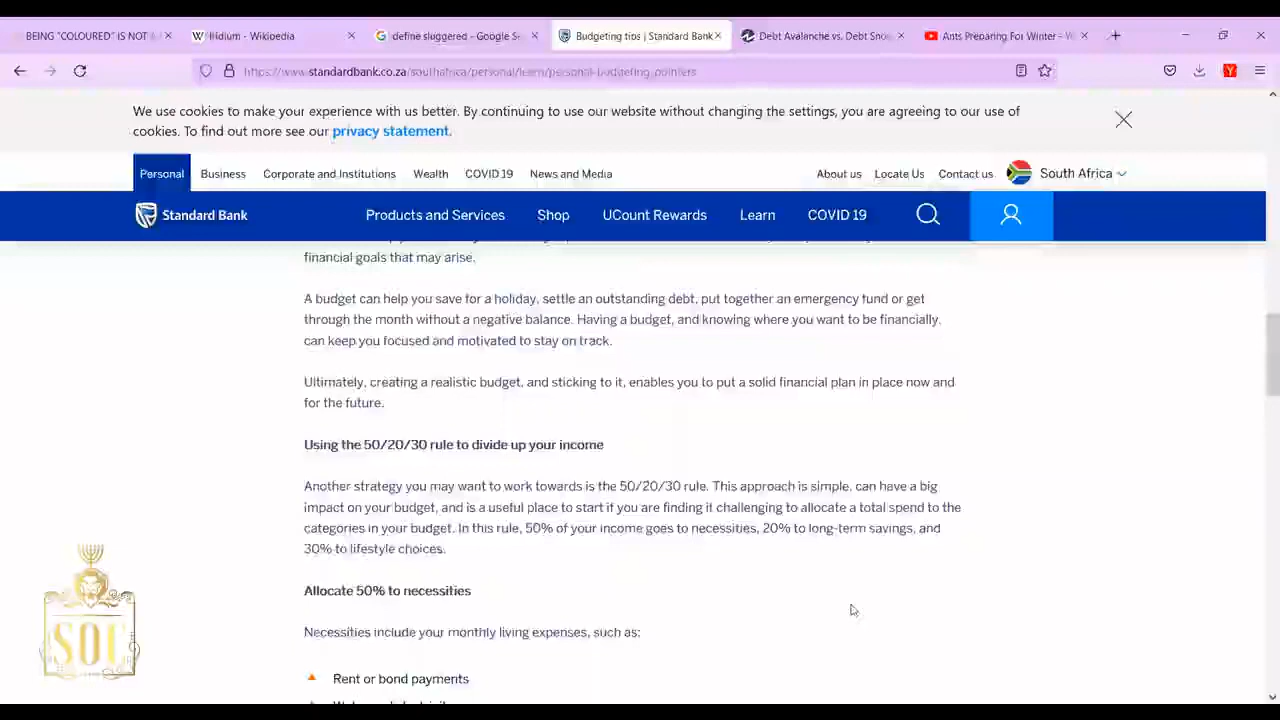 BEING "COLOURED" IS NOT
Iridium - Wikipedia
define sluggered - Google Se
Budgeting tips | Standard Bank
Debt Avalanche vs. Debt Snow
Ants Preparing For Winter - Y
https://www.standardbank.co.za/southafrica/personal/learn/personal-budgeting-pointers
We use cookies to make your experience with us better. By continuing to use our website without changing the settings, you are agreeing to our use of
cookies. To find out more see our privacy statement.
Personal Business Corporate and Institutions Wealth COVID 19 News and Media About us Locate Us Contact us South Africa
Standard Bank Products and Services Shop UCount Rewards Learn COVID 19
financial goals that may arise.
A budget can help you save for a holiday, settle an outstanding debt, put together an emergency fund or get
through the month without a negative balance. Having a budget, and knowing where you want to be financially,
can keep you focused and motivated to stay on track.
Ultimately, creating a realistic budget, and sticking to it, enables you to put a solid financial plan in place now and
for the future.
Using the 50/20/30 rule to divide up your income
Another strategy you may want to work towards is the 50/20/30 rule. This approach is simple, can have a big
impact on your budget, and is a useful place to start if you are finding it challenging to allocate a total spend to the
categories in your budget. In this rule, 50% of your income goes to necessities, 20% to long-term savings, and
30% to lifestyle choices.
Allocate 50% to necessities
Necessities include your monthly living expenses, such as:
Rent or bond payments
SOC